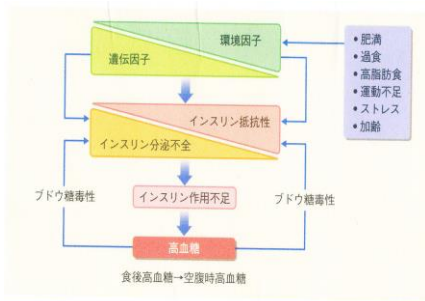 環境因子
遺伝因子
•肥満
•過食
•高脂肪食
•運動不足
•ストレス
•加齢
インスリン抵抗性
インスリン分泌不全
ブドウ糖毒性
インスリン作用不足
ブドウ糖毒性
高血糖
食後高血糖→空腹時高血糖